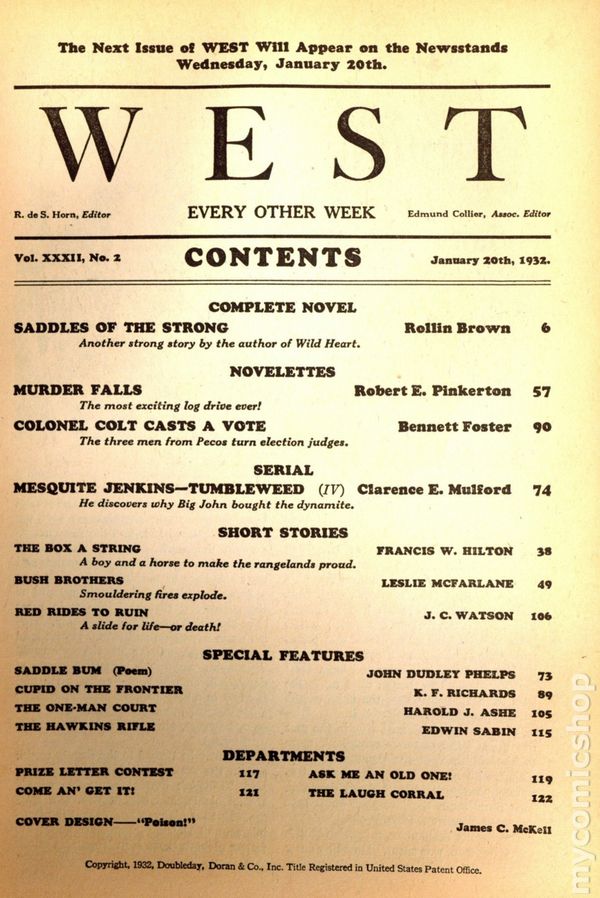 The Next Issue of WEST Will Appear on the Newsstands
Wednesday, January 20th.
WEST
R. de S. Horn, Editor EVERY OTHER WEEK Edmund Collier, Assoc. Editor
Vol. XXXII, No. 2 CONTENTS January 20th, 1932.
COMPLETE NOVEL
SADDLES OF THE STRONG Rollin Brown 6
Another strong story by the author of Wild Heart.
NOVELETTES
MURDER FALLS Robert E. Pinkerton 57
The most exciting log drive ever!
COLONEL COLT CASTS A VOTE Bennett Foster 90
The three men from Pecos turn election judges.
SERIAL
MESQUITE JENKINS—TUMBLEWEED (IV) Clarence E. Mulford 74
He discovers why Big John bought the dynamite.
SHORT STORIES
THE BOX A STRING FRANCIS W. HILTON 38
A boy and a horse to make the rangelands proud.
BUSH BROTHERS LESLIE MCFARLANE 49
Smouldering fires explode.
RED RIDES TO RUIN J. C. WATSON 106
A slide for life—or death!
SPECIAL FEATURES
SADDLE BUM (Poem) JOHN DUDLEY PHELPS 73
CUPID ON THE FRONTIER K. F. RICHARDS 89
THE ONE-MAN COURT HAROLD J. ASHE 105
THE HAWKINS RIFLE EDWIN SABIN 115
DEPARTMENTS
PRIZE LETTER CONTEST 117 ASK ME AN OLD ONE! 119
COME AN' GET IT! 121 THE LAUGH CORRAL 122
COVER DESIGN—"Poison!" James C. McKell
Copyright, 1932, Doubleday, Doran & Co., Inc. Title Registered in United States Patent Office.
mycomicshop